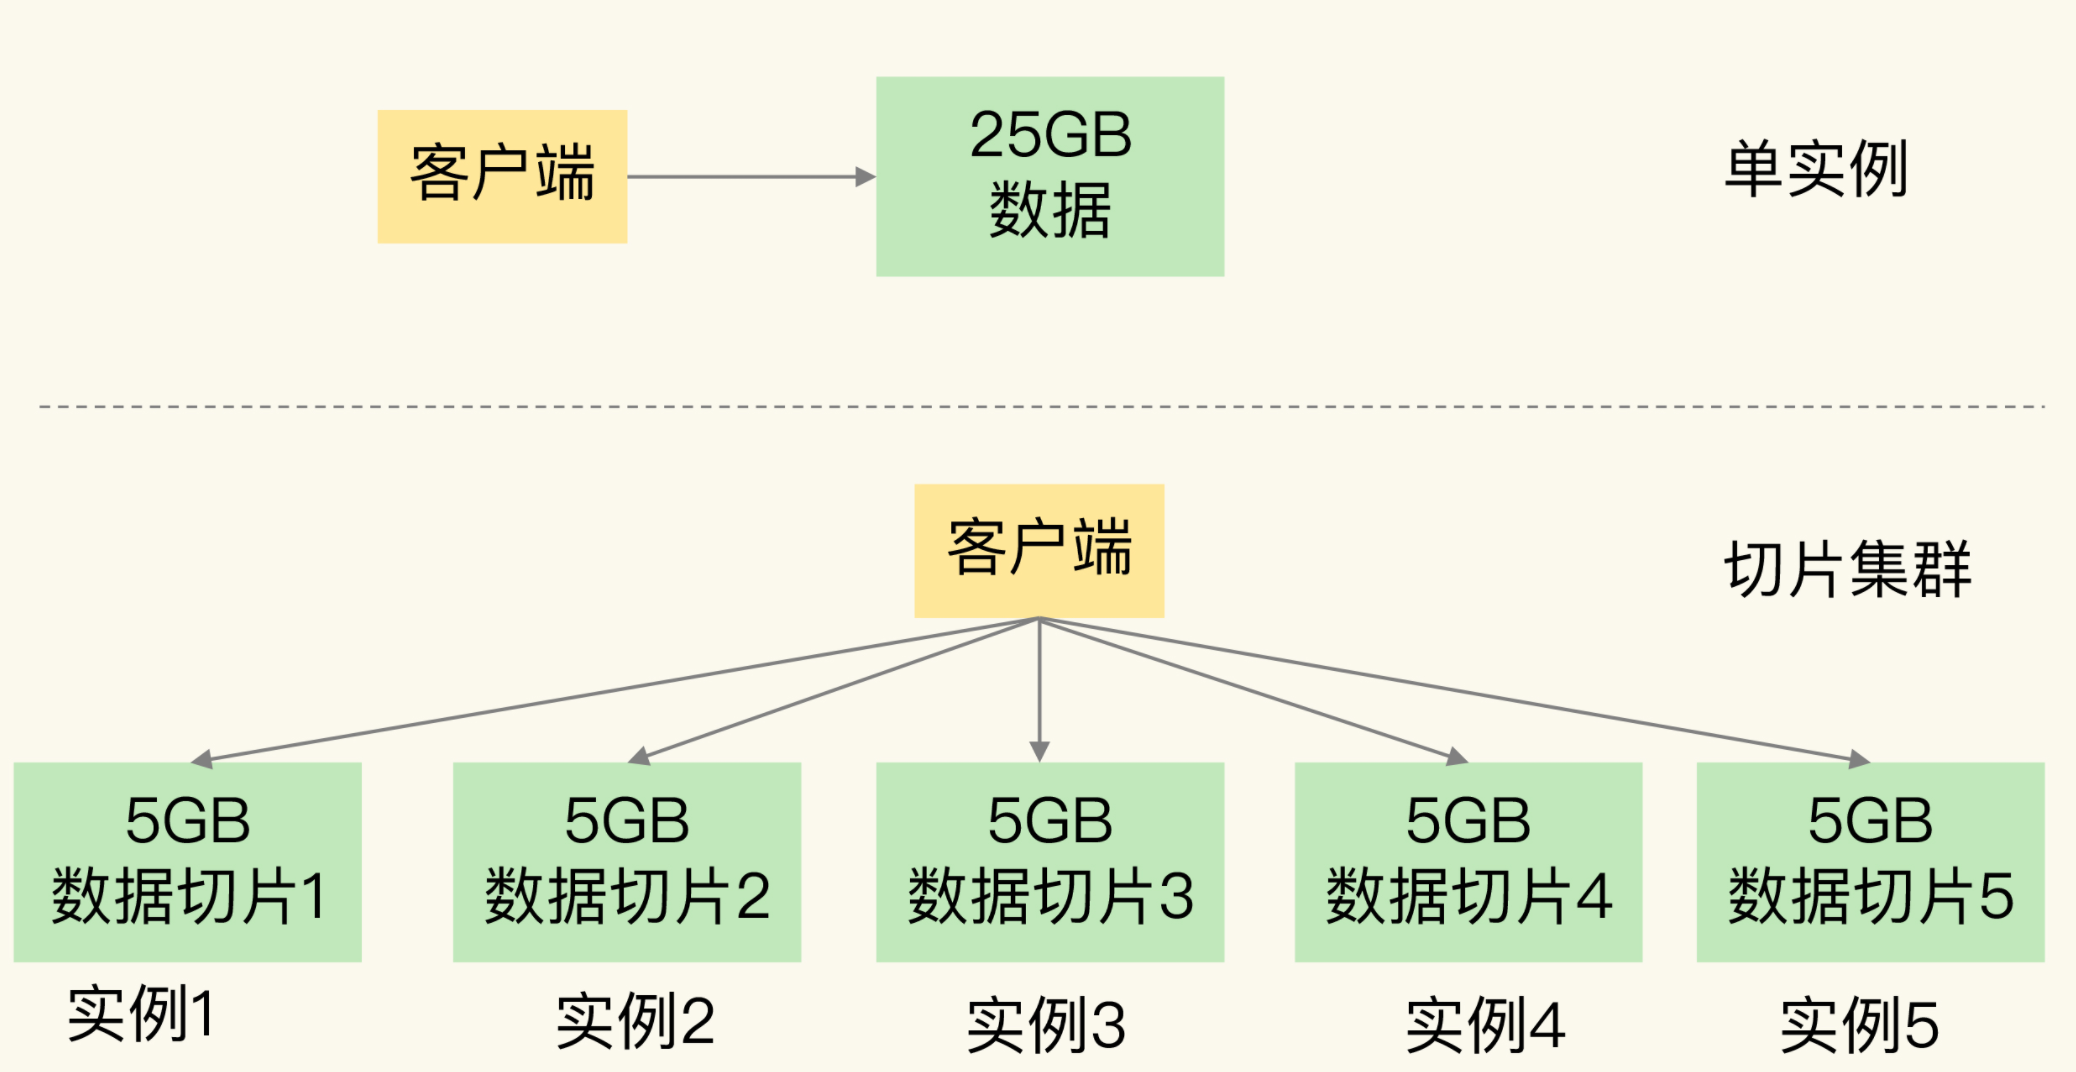 客户端
25GB
数据
单实例
客户端
切片集群
5GB
数据切片1
5GB
数据切片2
5GB
数据切片3
5GB
数据切片4
5GB
数据切片5
实例1
实例2
实例3
实例4
实例5